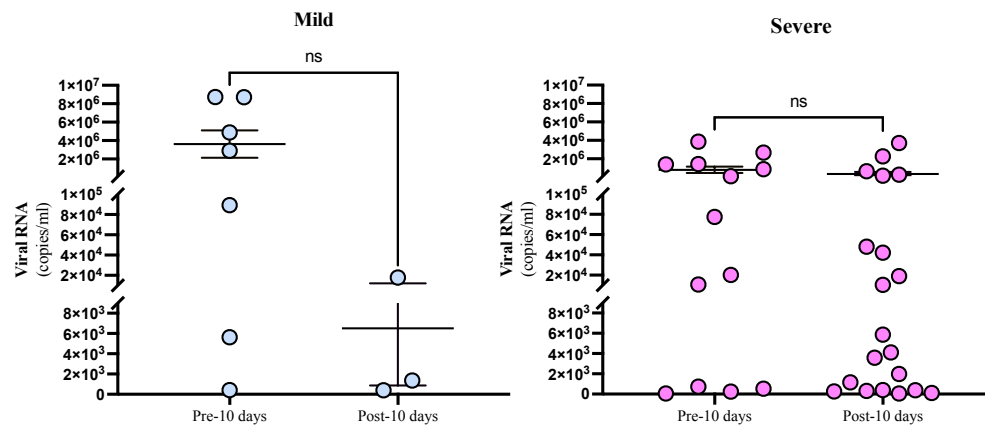 Mild
ns
Viral RNA
(copies/ml)
1×10⁷
8×10⁶
6×10⁶
4×10⁶
2×10⁶
1×10⁵
8×10⁴
6×10⁴
4×10⁴
2×10⁴
8×10³
6×10³
4×10³
2×10³
0
Pre-10 days
Post-10 days
Severe
ns
Viral RNA
(copies/ml)
1×10⁷
8×10⁶
6×10⁶
4×10⁶
2×10⁶
1×10⁵
8×10⁴
6×10⁴
4×10⁴
2×10⁴
8×10³
6×10³
4×10³
2×10³
0
Pre-10 days
Post-10 days